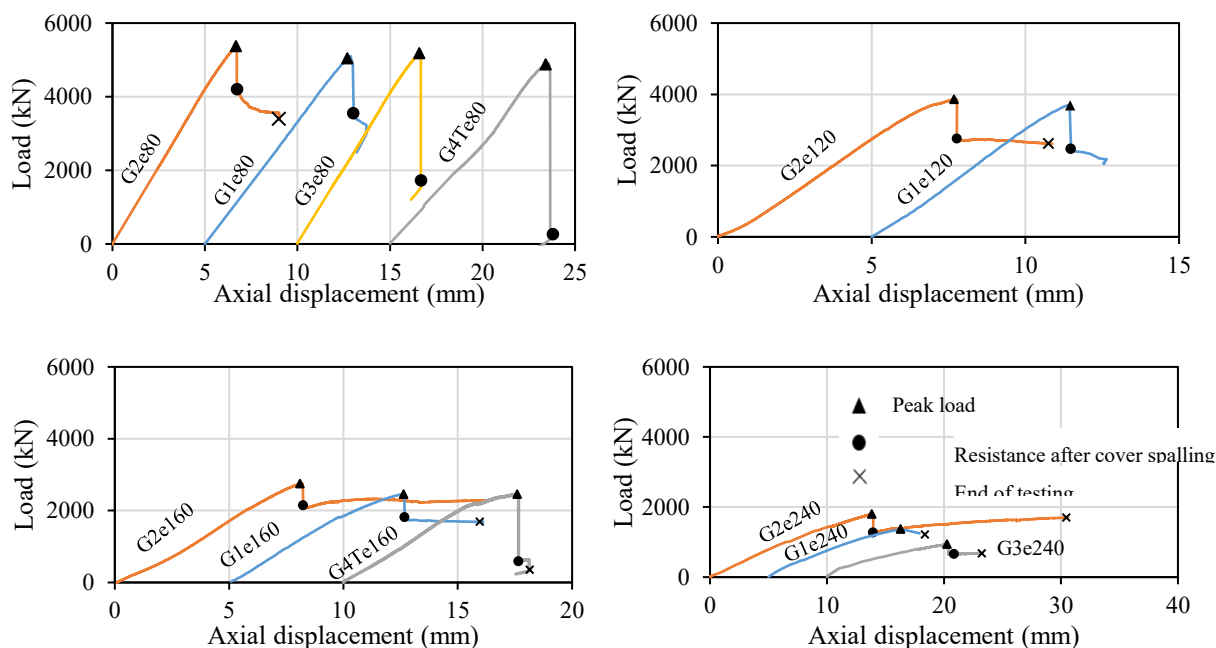 6000
4000
2000
0
Load (kN)
G2e80
G1e80
G3e80
G4Te80
0 5 10 15 20 25
Axial displacement (mm)
6000
4000
2000
0
Load (kN)
G2e120
G1e120
0 5 10 15
Axial displacement (mm)
6000
4000
2000
0
Load (kN)
G2e160
G1e160
G4Te160
0 5 10 15 20
Axial displacement (mm)
6000
4000
2000
0
Load (kN)
Peak load
Resistance after cover spalling
End of testing
G2e240
G1e240
G3e240
0 10 20 30 40
Axial displacement (mm)